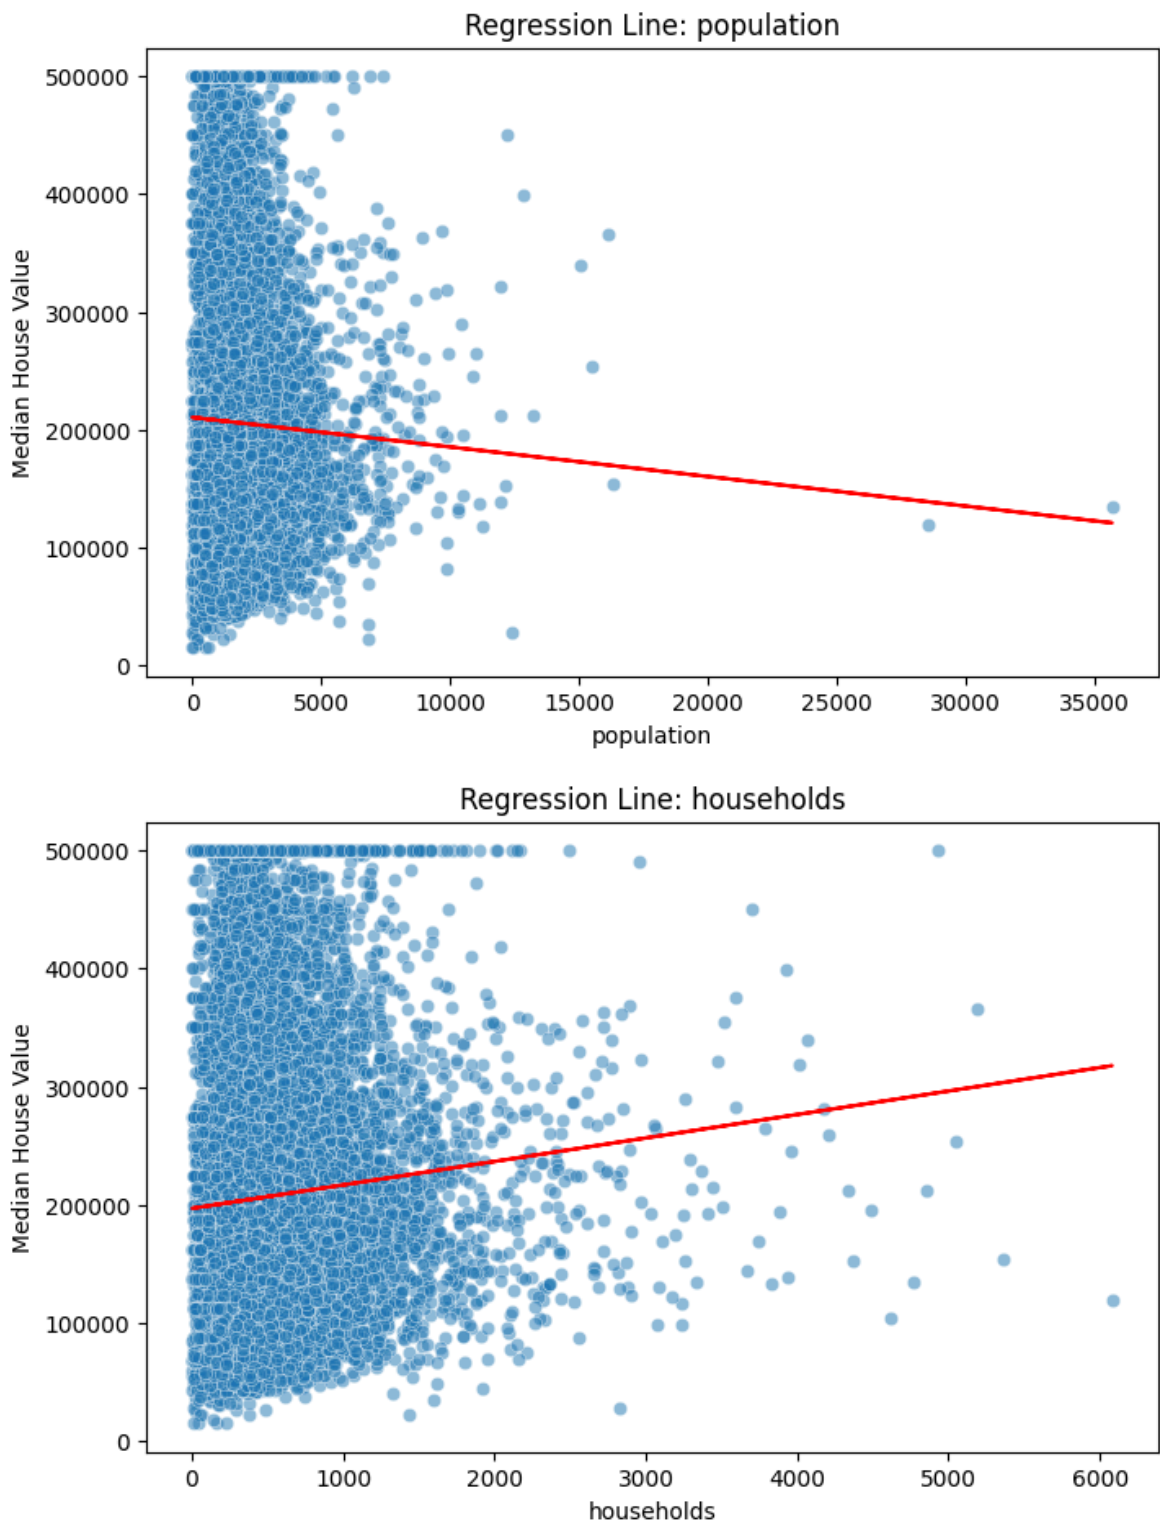 Regression Line: population
500000
400000
300000
200000
100000
0
Median House Value
0 5000 10000 15000 20000 25000 30000 35000
population
Regression Line: households
500000
400000
300000
200000
100000
0
Median House Value
0 1000 2000 3000 4000 5000 6000
households